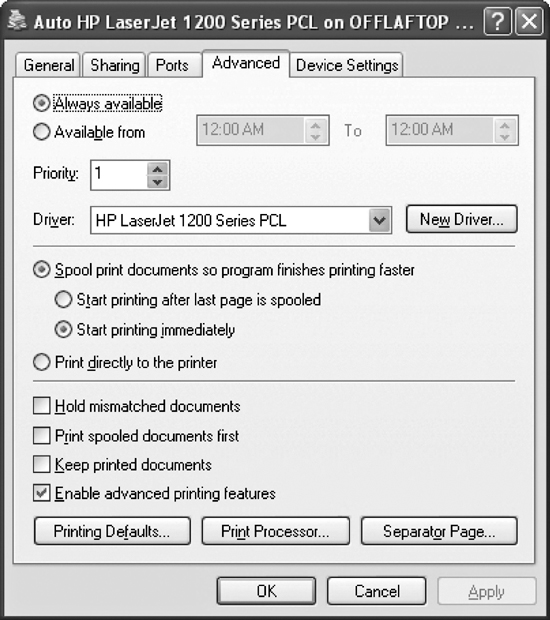 Auto HP LaserJet 1200 Series PCL on OFFLAFTOP ... ?
General Sharing Ports Advanced Device Settings
Always available
Available from 12:00 AM To 12:00 AM
Priority: 1
Driver: HP LaserJet 1200 Series PCL New Driver...
Spool print documents so program finishes printing faster
Start printing after last page is spooled
Start printing immediately
Print directly to the printer
Hold mismatched documents
Print spooled documents first
Keep printed documents
Enable advanced printing features
Printing Defaults... Print Processor... Separator Page...
OK Cancel Apply